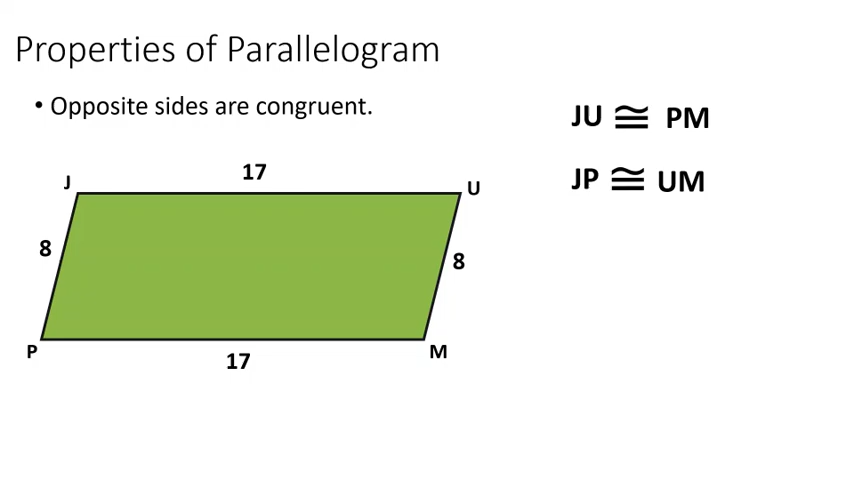 Properties of Parallelogram
• Opposite sides are congruent.
JU ≅ PM
JP ≅ UM
17
J
U
8
8
P
M
17